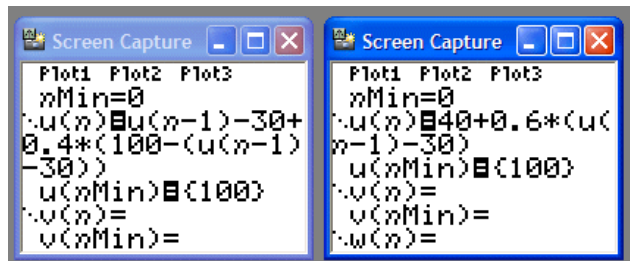 Screen Capture
Plot1 Plot2 Plot3
nMin=0
u(n)=u(n-1)-30+
0.4*(100-(u(n-1)
-30))
u(nMin)={100}
v(n)=
v(nMin)=
Screen Capture
Plot1 Plot2 Plot3
nMin=0
u(n)=40+0.6*(u(
n-1)-30)
u(nMin)={100}
v(n)=
v(nMin)=
w(n)=